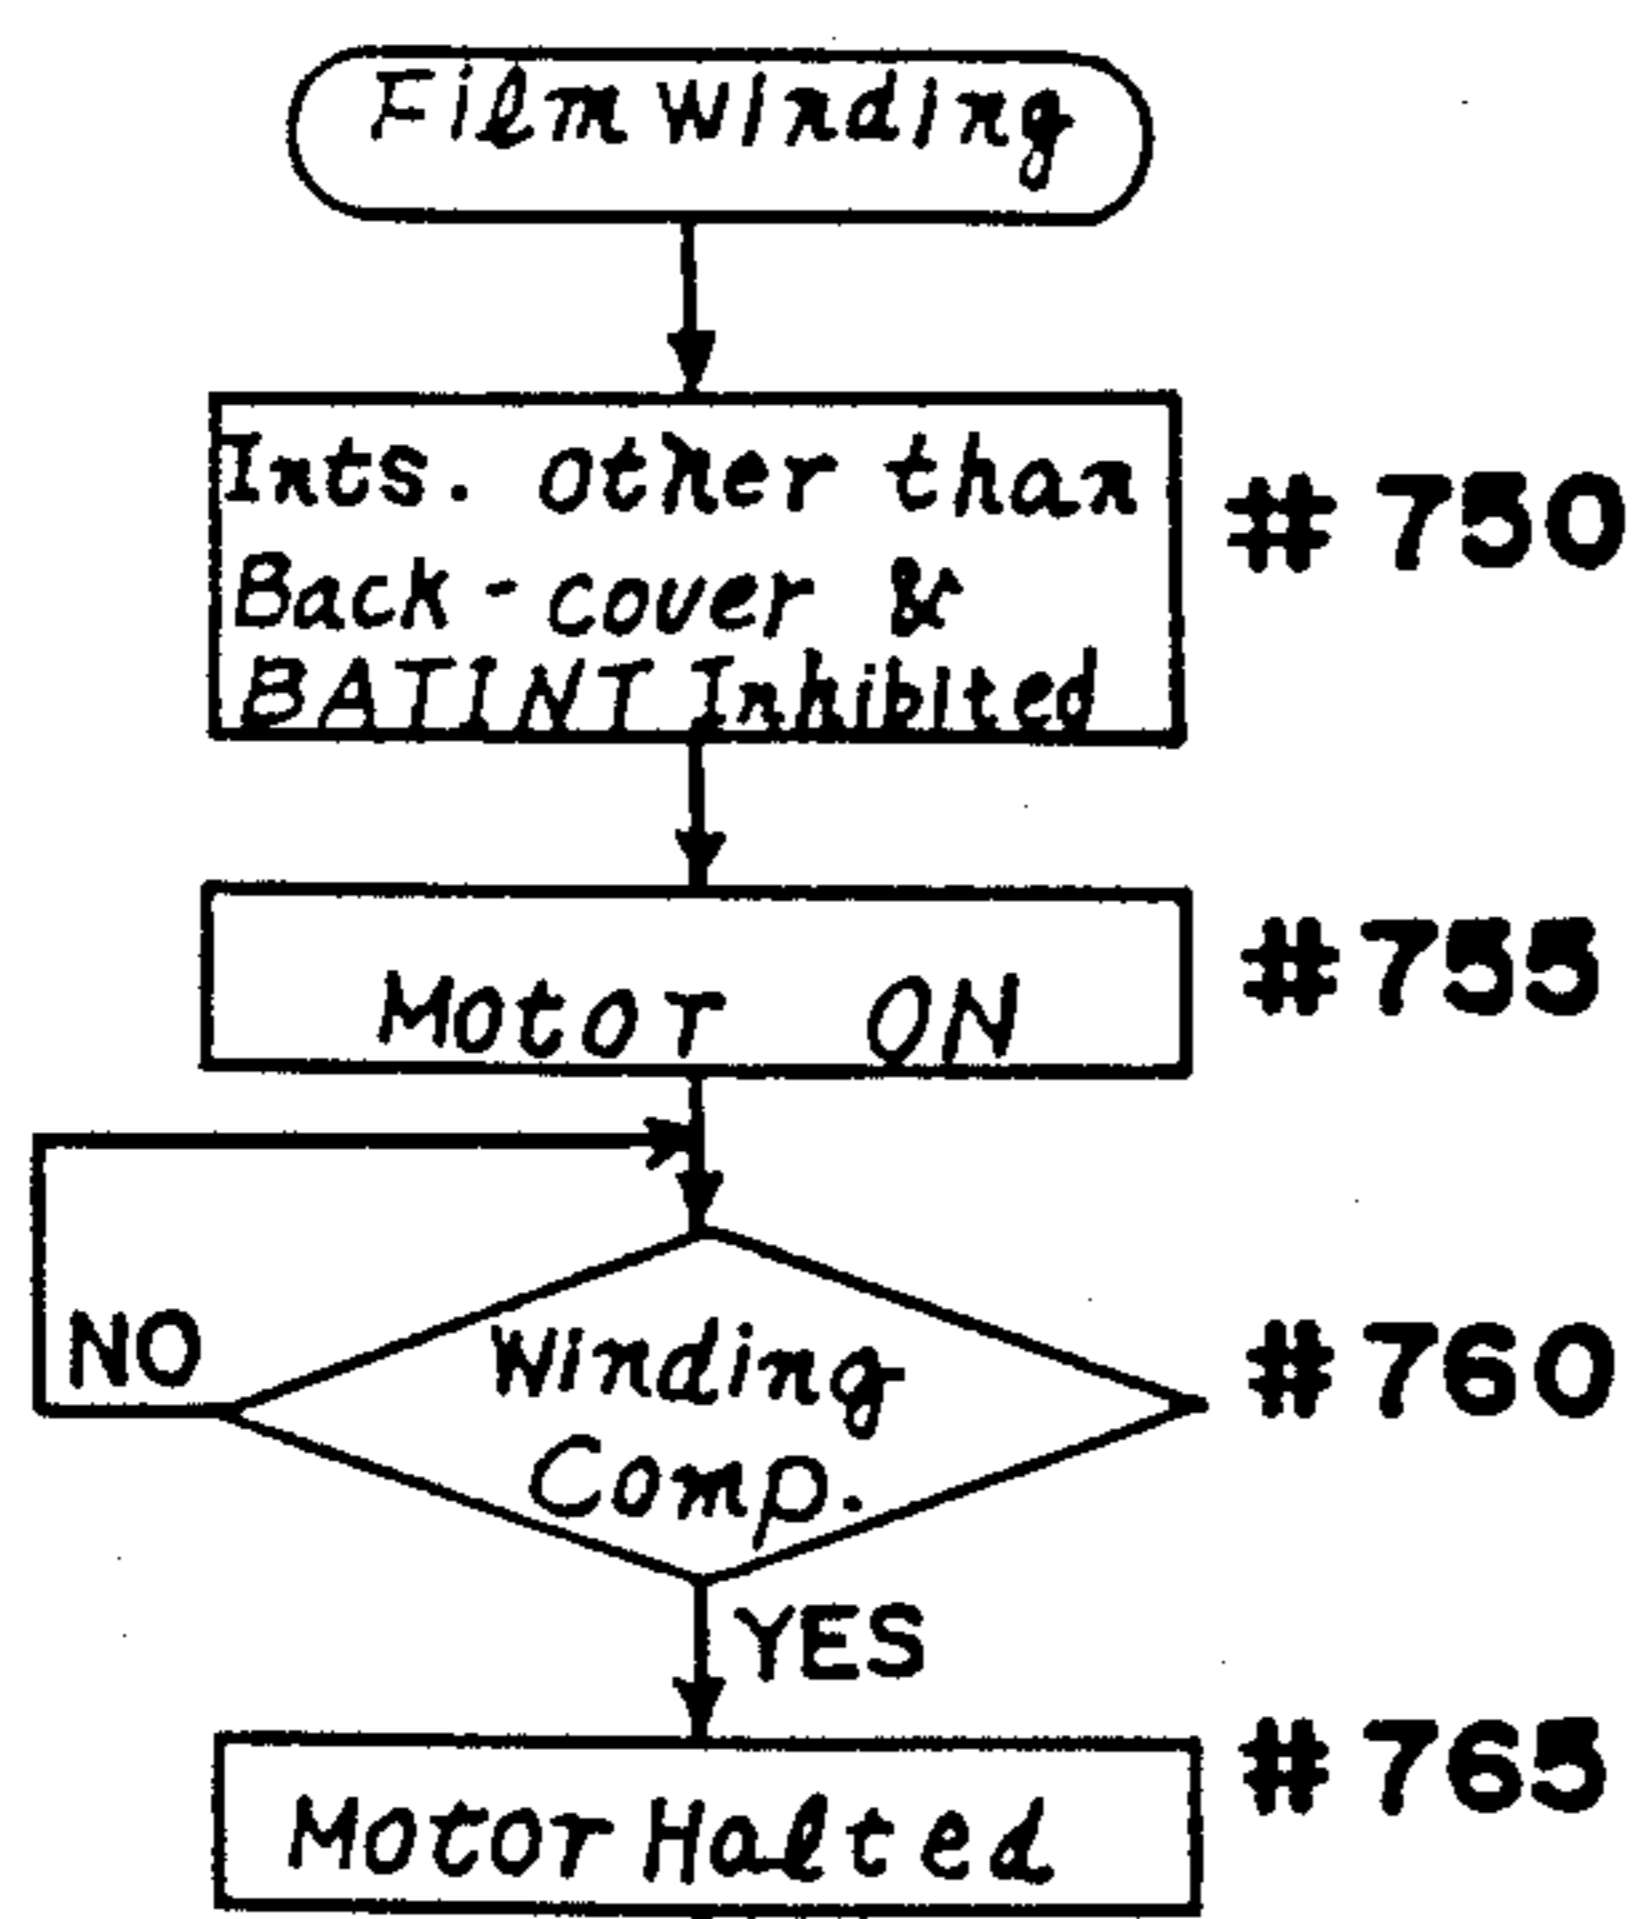 Film Winding
Ints. other than
Back-cover &
BATINT Inhibited
#750
Motor ON
#755
NO
Winding
Comp.
#760
YES
Motor Halted
#765